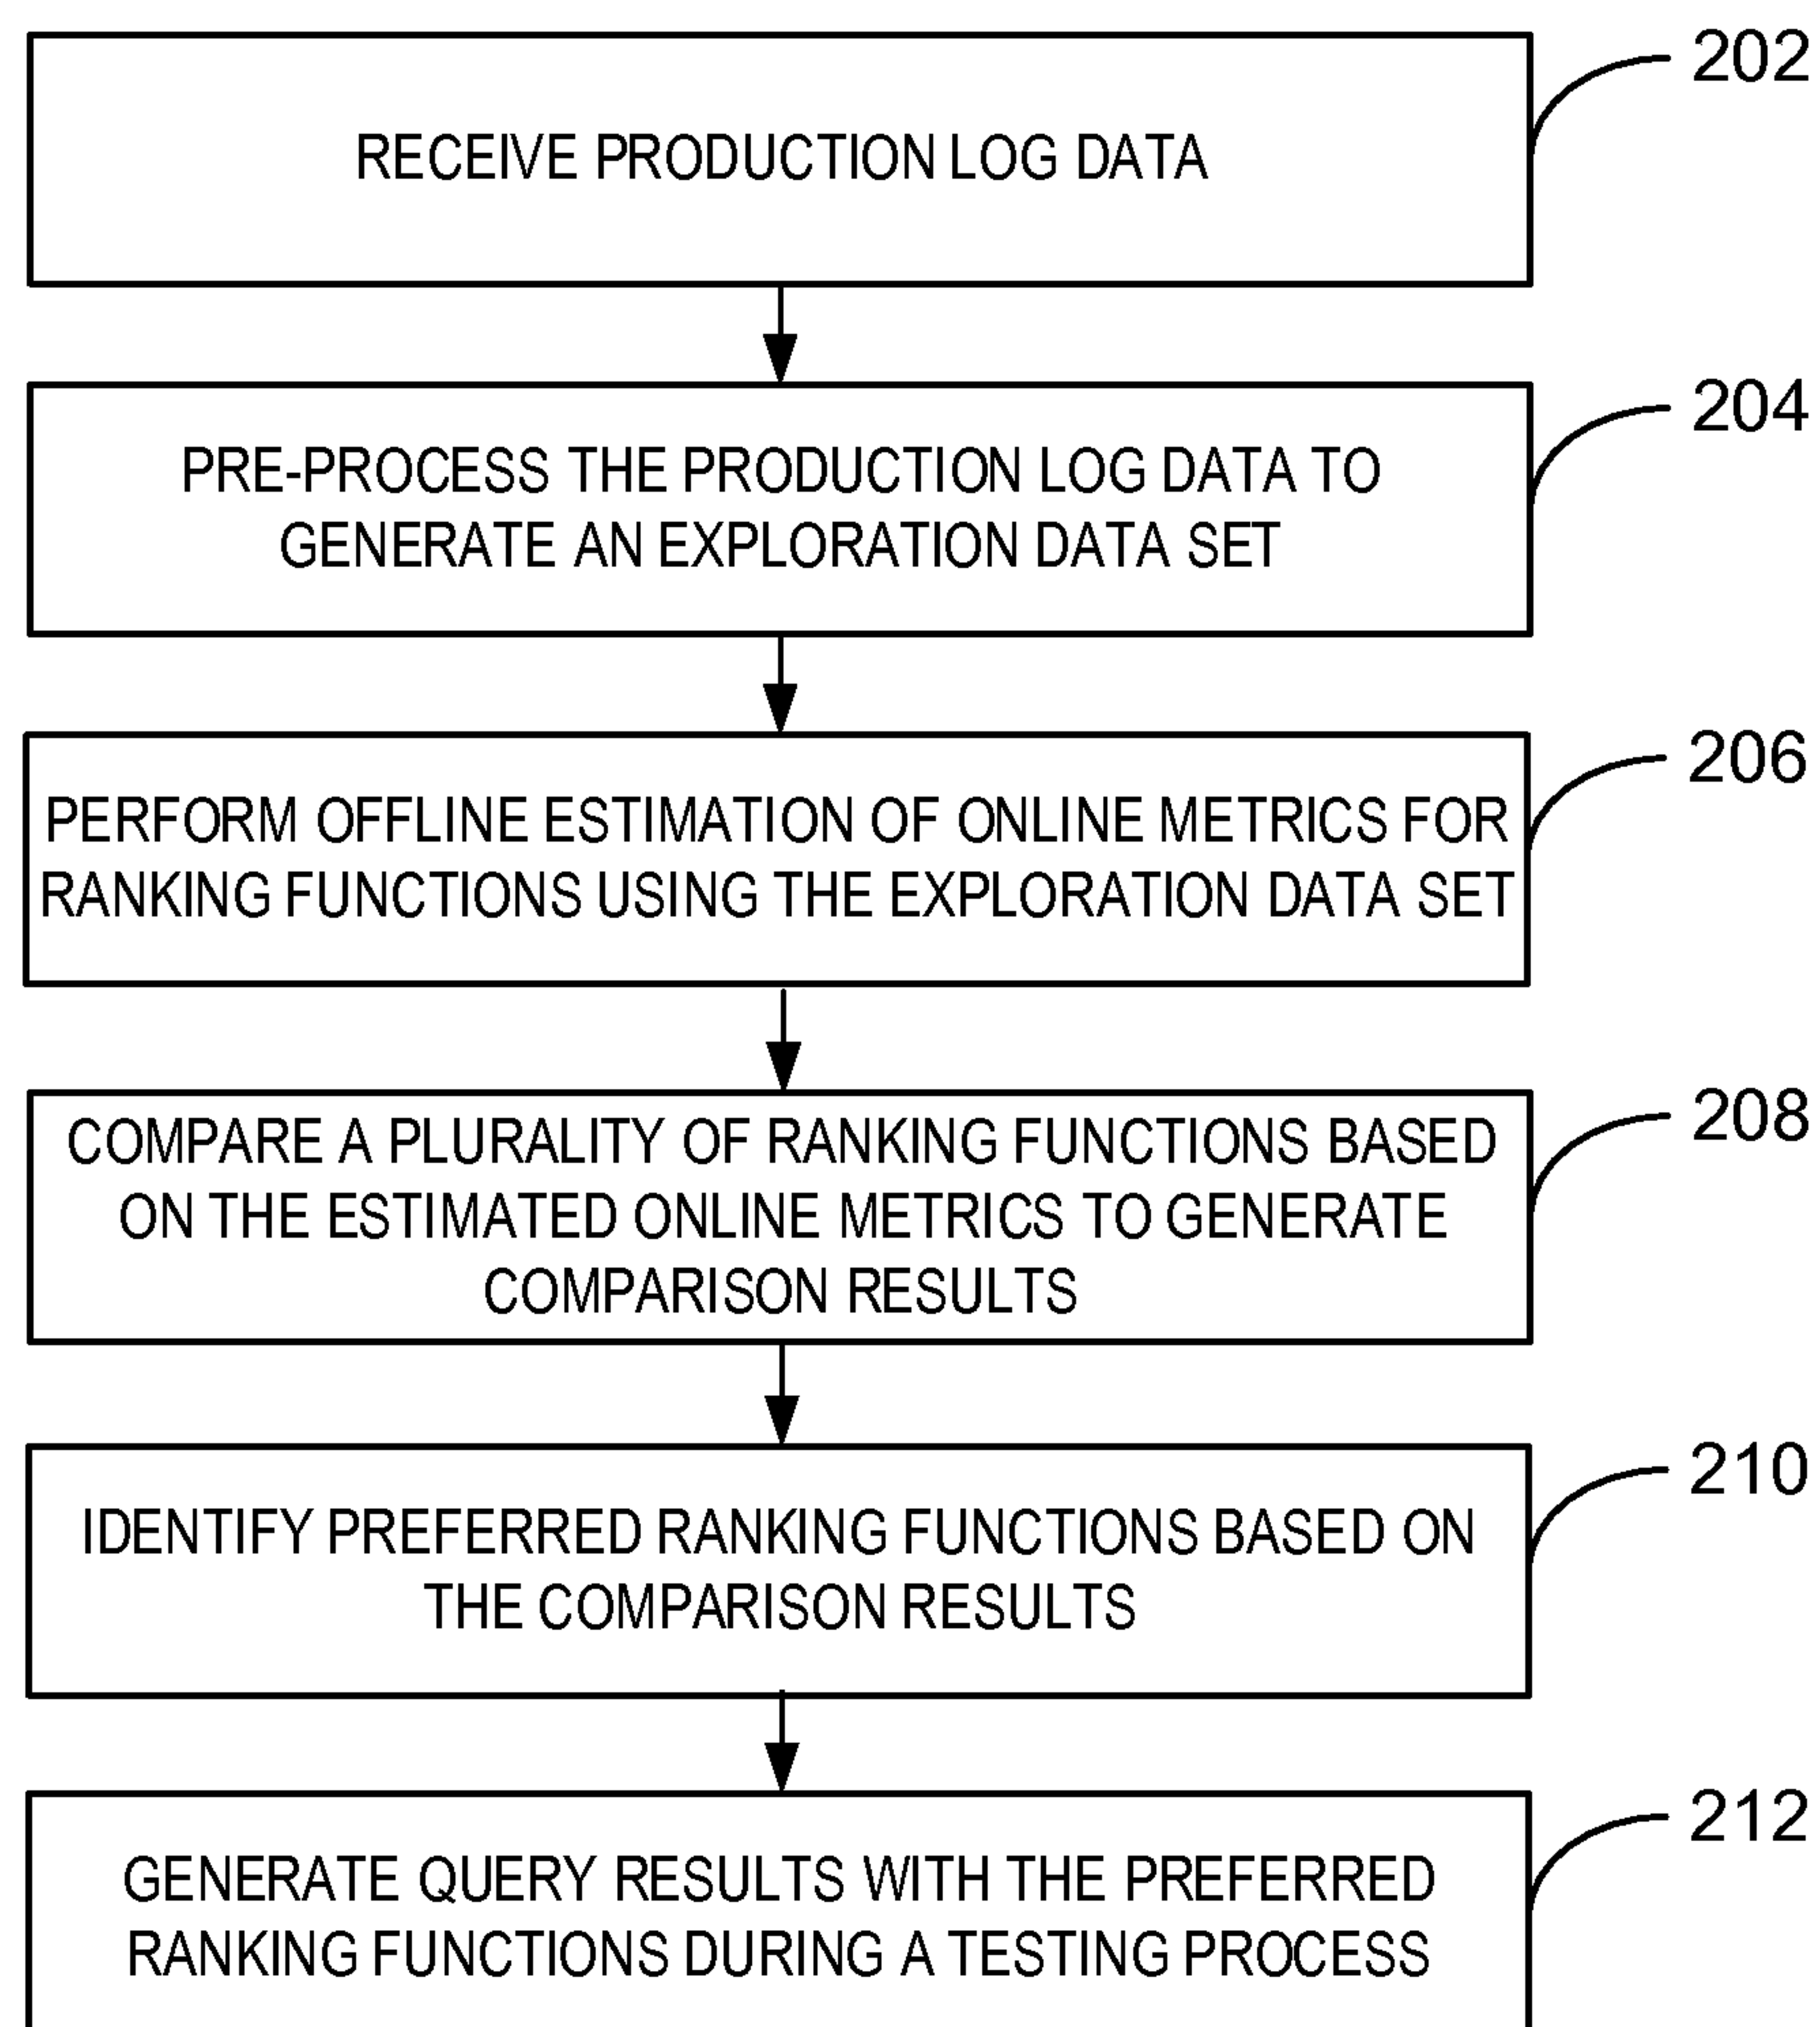 202
RECEIVE PRODUCTION LOG DATA
204
PRE-PROCESS THE PRODUCTION LOG DATA TO
GENERATE AN EXPLORATION DATA SET
206
PERFORM OFFLINE ESTIMATION OF ONLINE METRICS FOR
RANKING FUNCTIONS USING THE EXPLORATION DATA SET
208
COMPARE A PLURALITY OF RANKING FUNCTIONS BASED
ON THE ESTIMATED ONLINE METRICS TO GENERATE
COMPARISON RESULTS
210
IDENTIFY PREFERRED RANKING FUNCTIONS BASED ON
THE COMPARISON RESULTS
212
GENERATE QUERY RESULTS WITH THE PREFERRED
RANKING FUNCTIONS DURING A TESTING PROCESS